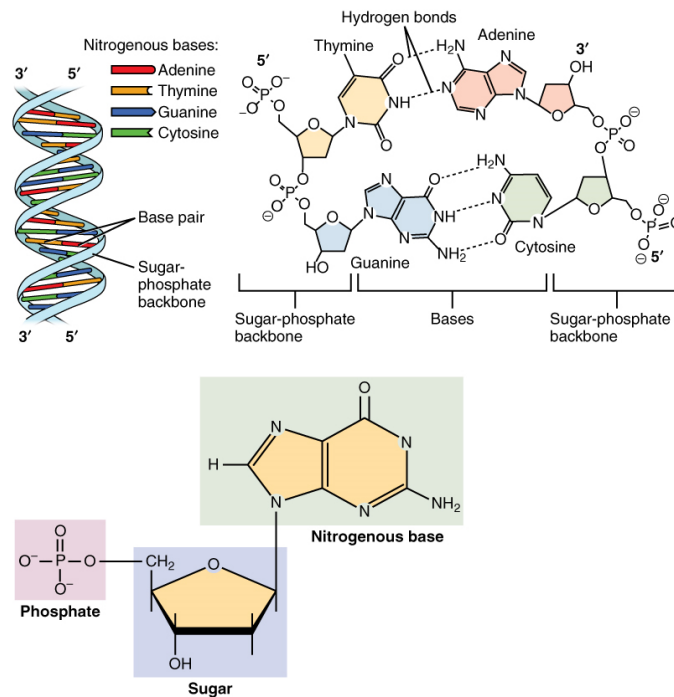 Nitrogenous bases:
3′ 5′
Adenine
Thymine
Guanine
Cytosine
Base pair
Sugar-
phosphate
backbone
3′ 5′
Hydrogen bonds
Thymine
Adenine
5′
3′
O
H₂N
N
OH
O⁻
O
P
O⁻
O
O
NH
N
N
N
O
O
N
O
O
O
P
O
O
⊖
O
O
P
O
⊖
O
O
N
O
H₂N
N
NH
N
N
O
N
O
O
N
NH₂
O
O
P
O
⊖
⊖
5′
HO
Guanine
Cytosine
Sugar-phosphate
backbone
Bases
Sugar-phosphate
backbone
O
N
N
H
N
N
NH₂
Nitrogenous base
O
O⁻ P O CH₂
O⁻
O
Phosphate
OH
Sugar